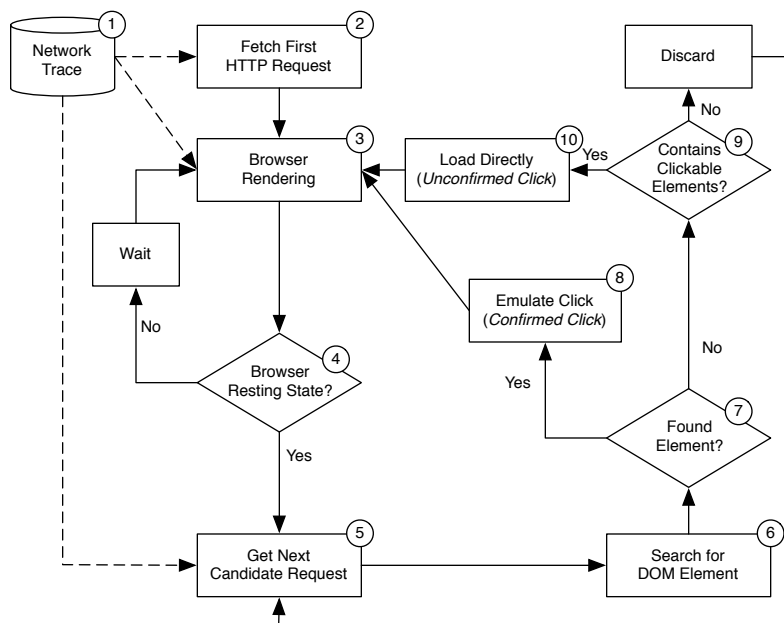 1
Network
Trace
2
Fetch First
HTTP Request
3
Browser
Rendering
Wait
No
4
Browser
Resting State?
Yes
5
Get Next
Candidate Request
6
Search for
DOM Element
7
Found
Element?
Yes
8
Emulate Click
(Confirmed Click)
No
9
Contains
Clickable
Elements?
Yes
10
Load Directly
(Unconfirmed Click)
No
Discard